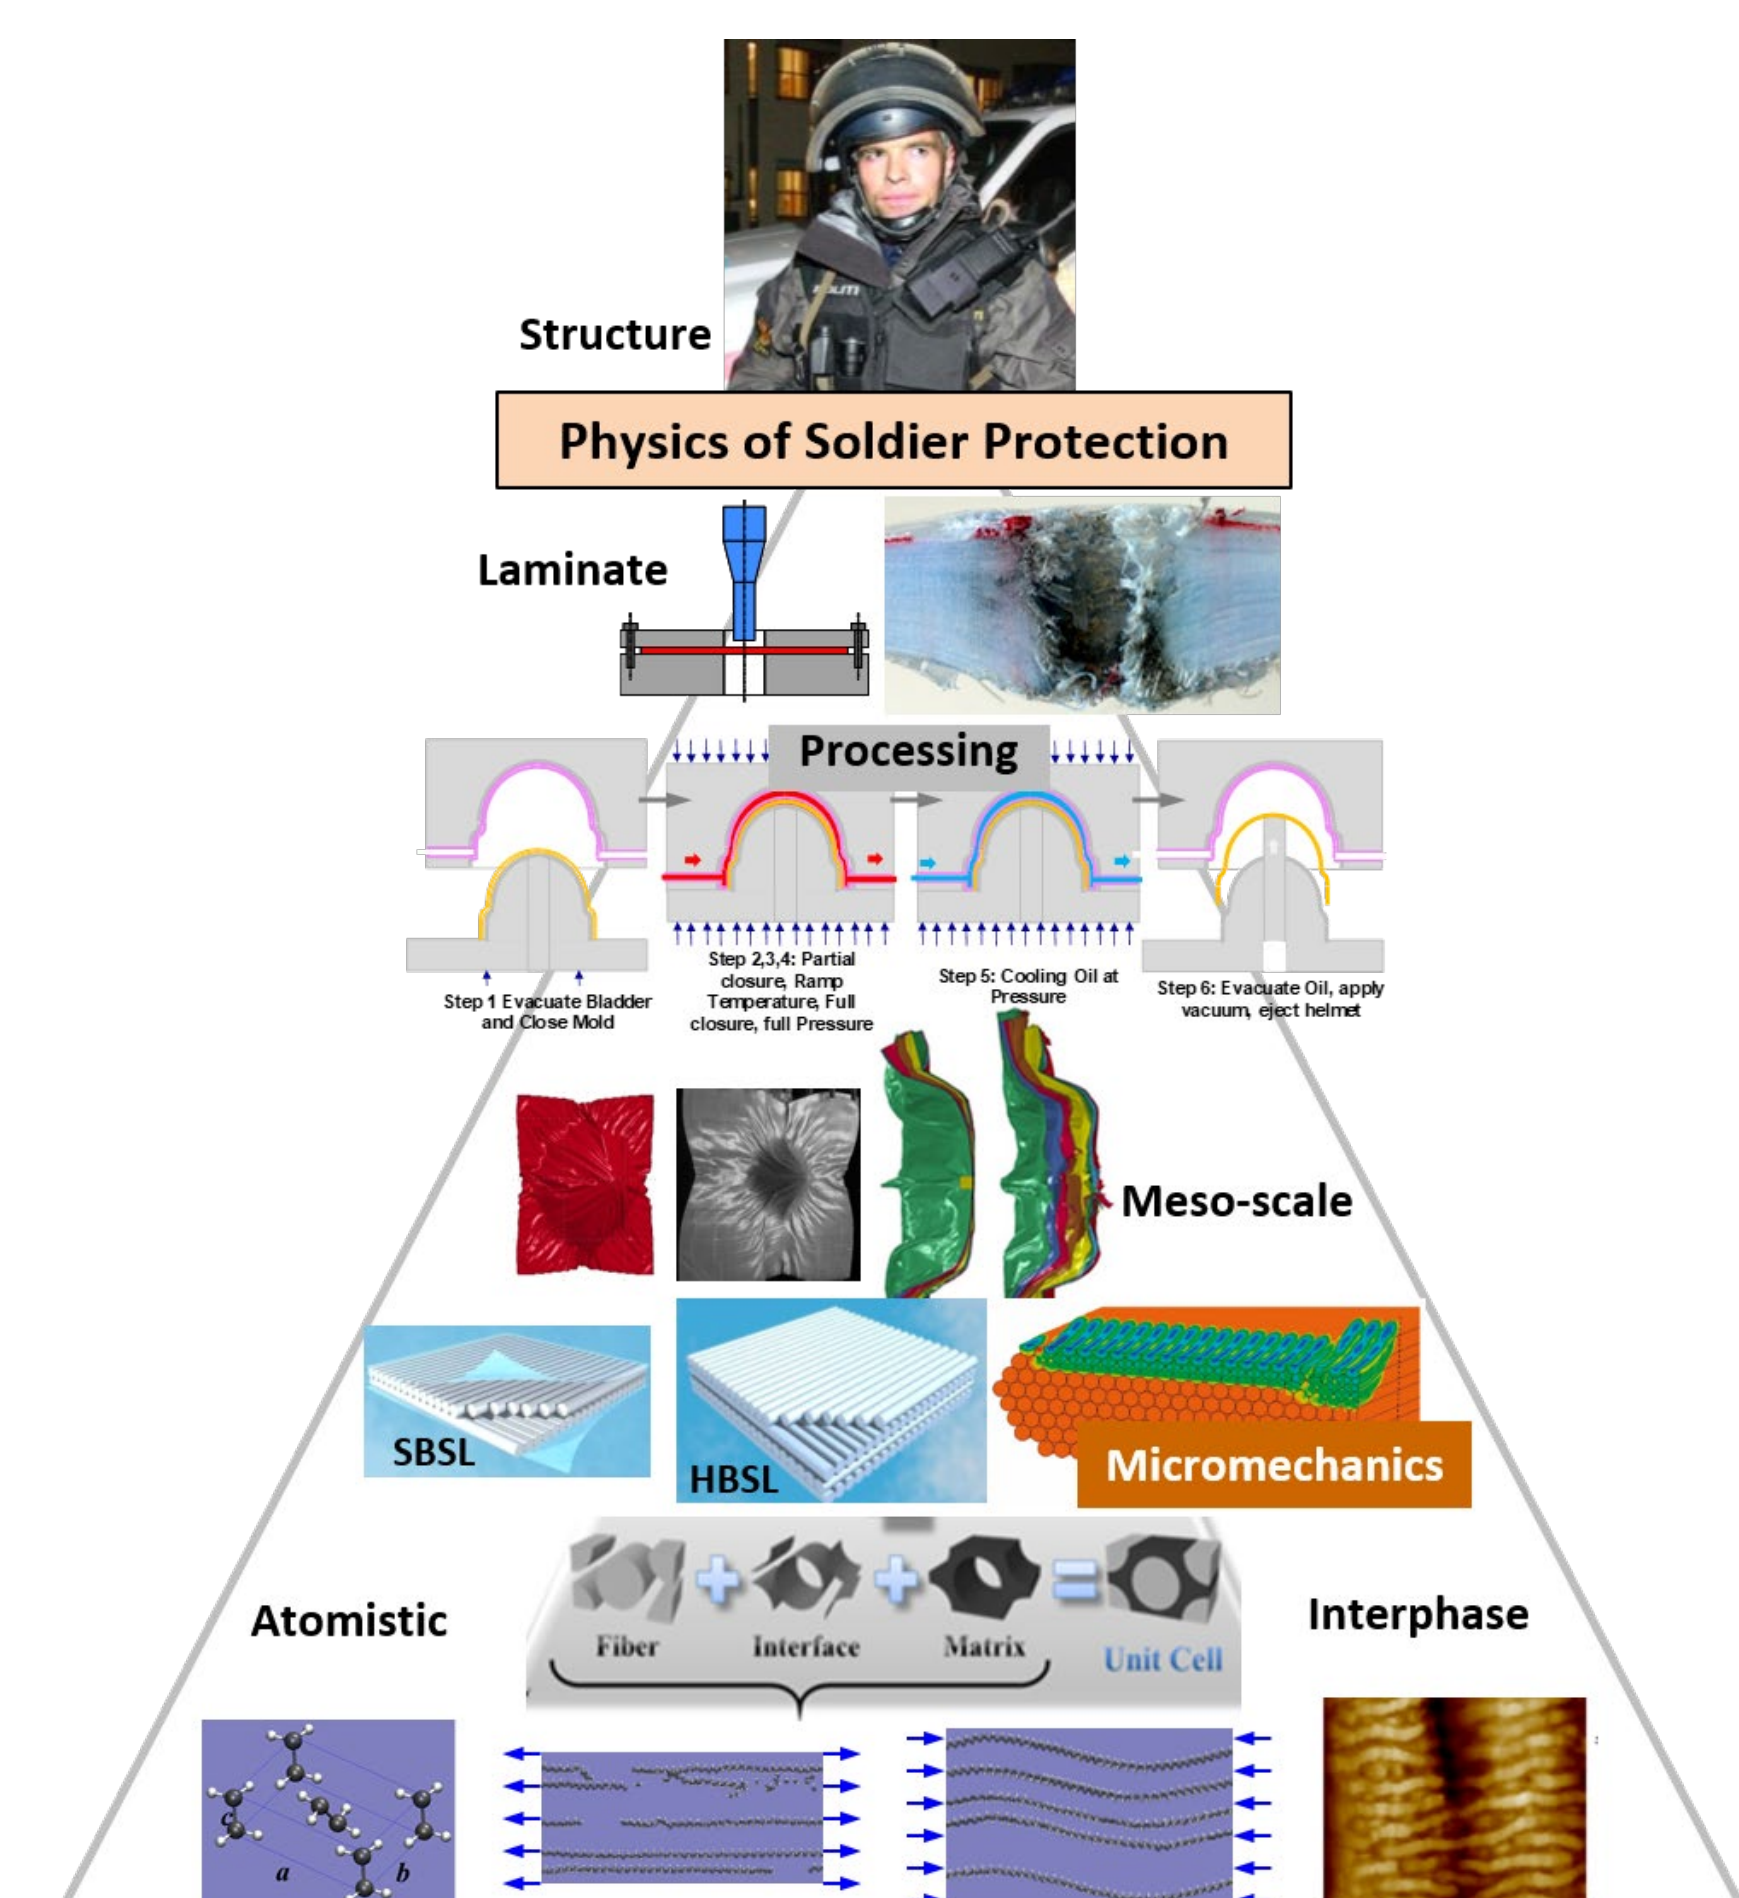 Structure
Physics of Soldier Protection
Laminate
Processing
Step 1 Evacuate Bladder
and Close Mold
Step 2,3,4: Partial
closure, Ramp
Temperature, Full
closure, full Pressure
Step 5: Cooling Oil at
Pressure
Step 6: Evacuate Oil, apply
vacuum, eject helmet
Meso-scale
SBSL
HBSL
Micromechanics
Atomistic
Fiber
Interface
Matrix
Unit Cell
Interphase
c
a
b